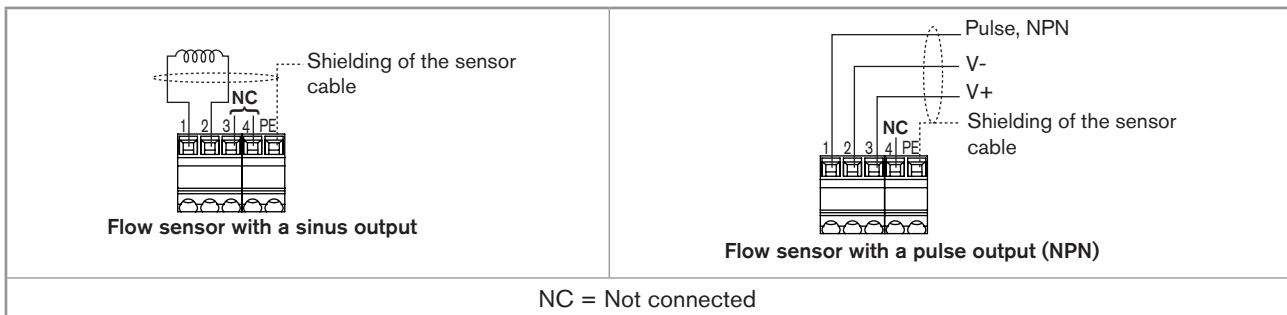 Shielding of the sensor
cable
NC
1 2 3 4 PE
Flow sensor with a sinus output
Pulse, NPN
V-
V+
Shielding of the sensor
cable
NC
1 2 3 4 PE
Flow sensor with a pulse output (NPN)
NC = Not connected